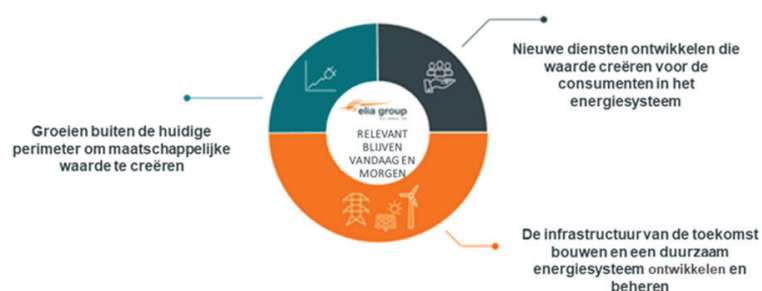 Nieuwe diensten ontwikkelen die
waarde creëren voor de
consumenten in het
energiesysteem
Groeien buiten de huidige
perimeter om maatschappelijke
waarde te creëren
elia group
RELEVANT
BLIJVEN
VANDAAG EN
MORGEN
De infrastructuur van de toekomst
bouwen en een duurzaam
energiesysteem ontwikkelen en
beheren